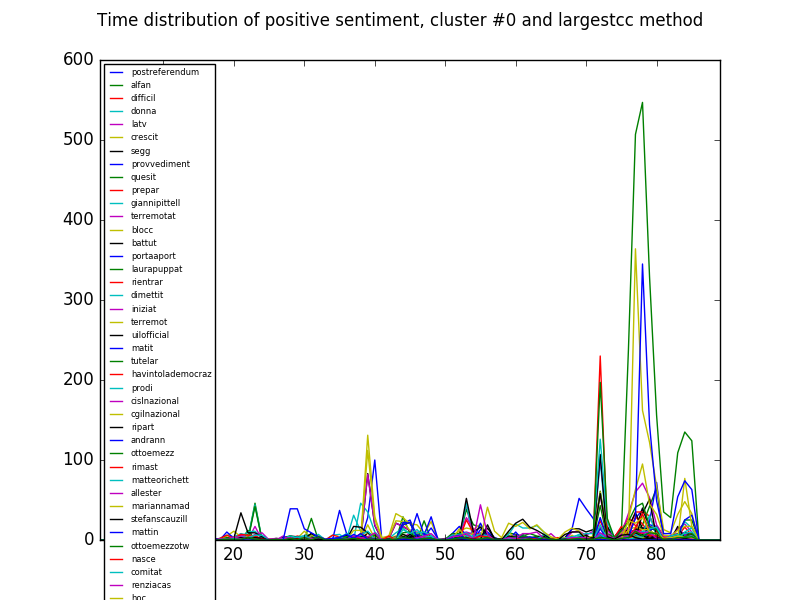 Time distribution of positive sentiment, cluster #0 and largestcc method
600
500
400
300
200
100
0
20 30 40 50 60 70 80
postreferendum
alfan
difficil
donna
latv
crescit
segg
provvediment
quesit
prepar
giannipittell
terremotat
blocc
battut
portaaport
laurapuppat
rientrar
dimettit
iniziat
terremot
uilofficial
matit
tutelar
havintolademocraz
prodi
cislnazional
cgilnazional
ripart
andrann
ottoemezz
rimast
matteorichett
allester
mariannamad
stefanscauzill
mattin
ottoemezzotw
nasce
comitat
renziacas